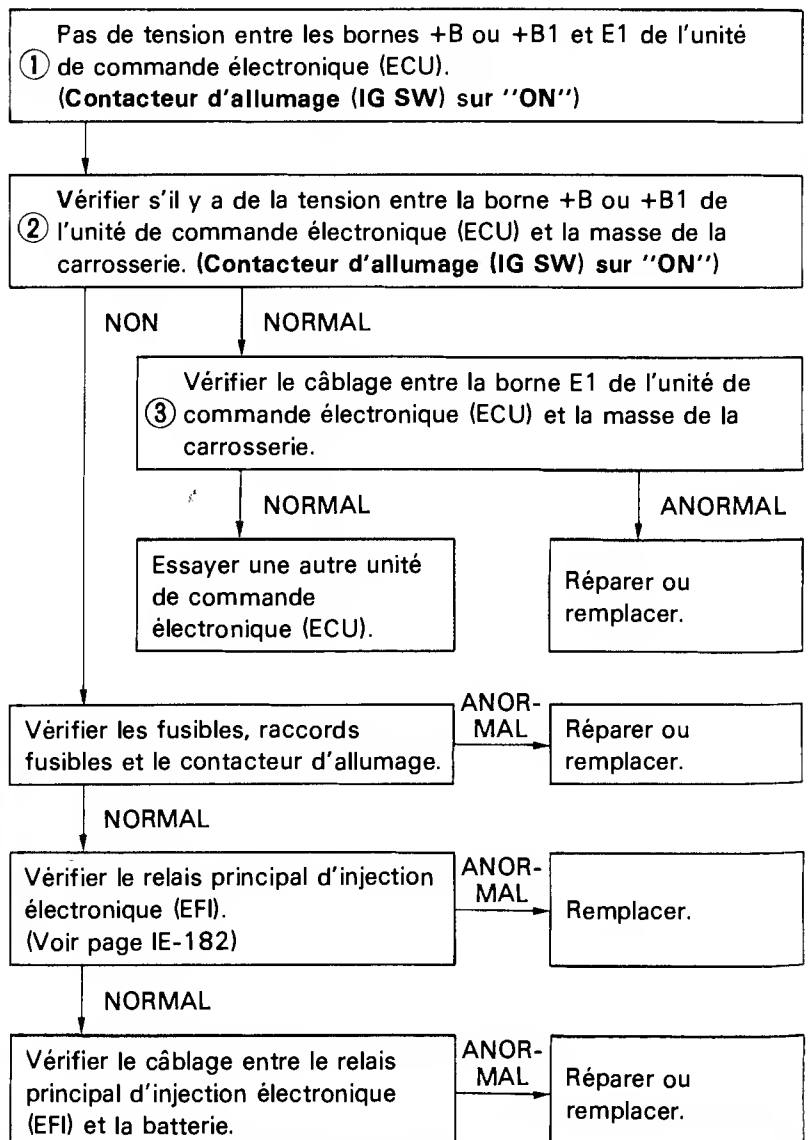 Pas de tension entre les bornes +B ou +B1 et E1 de l'unité
① de commande électronique (ECU).
(Contacteur d'allumage (IG SW) sur ''ON'')
Vérifier s'il y a de la tension entre la borne +B ou +B1 de
② l'unité de commande électronique (ECU) et la masse de la
carrosserie. (Contacteur d'allumage (IG SW) sur ''ON'')
NON NORMAL
Vérifier le câblage entre la borne E1 de l'unité de
③ commande électronique (ECU) et la masse de la
carrosserie.
NORMAL ANORMAL
Essayer une autre unité
de commande
électronique (ECU).
Réparer ou
remplacer.
Vérifier les fusibles, raccords
fusibles et le contacteur d'allumage.
ANOR-
MAL
Réparer ou
remplacer.
NORMAL
Vérifier le relais principal d'injection
électronique (EFI).
(Voir page IE-182)
ANOR-
MAL
Remplacer.
NORMAL
Vérifier le câblage entre le relais
principal d'injection électronique
(EFI) et la batterie.
ANOR-
MAL
Réparer ou
remplacer.